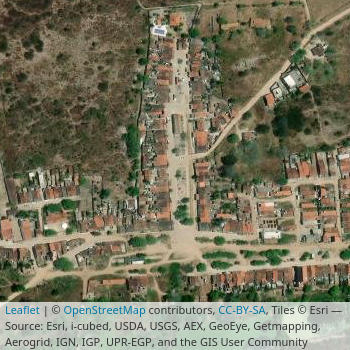 Leaflet | © OpenStreetMap contributors, CC-BY-SA, Tiles © Esri —
Source: Esri, i-cubed, USDA, USGS, AEX, GeoEye, Getmapping,
Aerogrid, IGN, IGP, UPR-EGP, and the GIS User Community